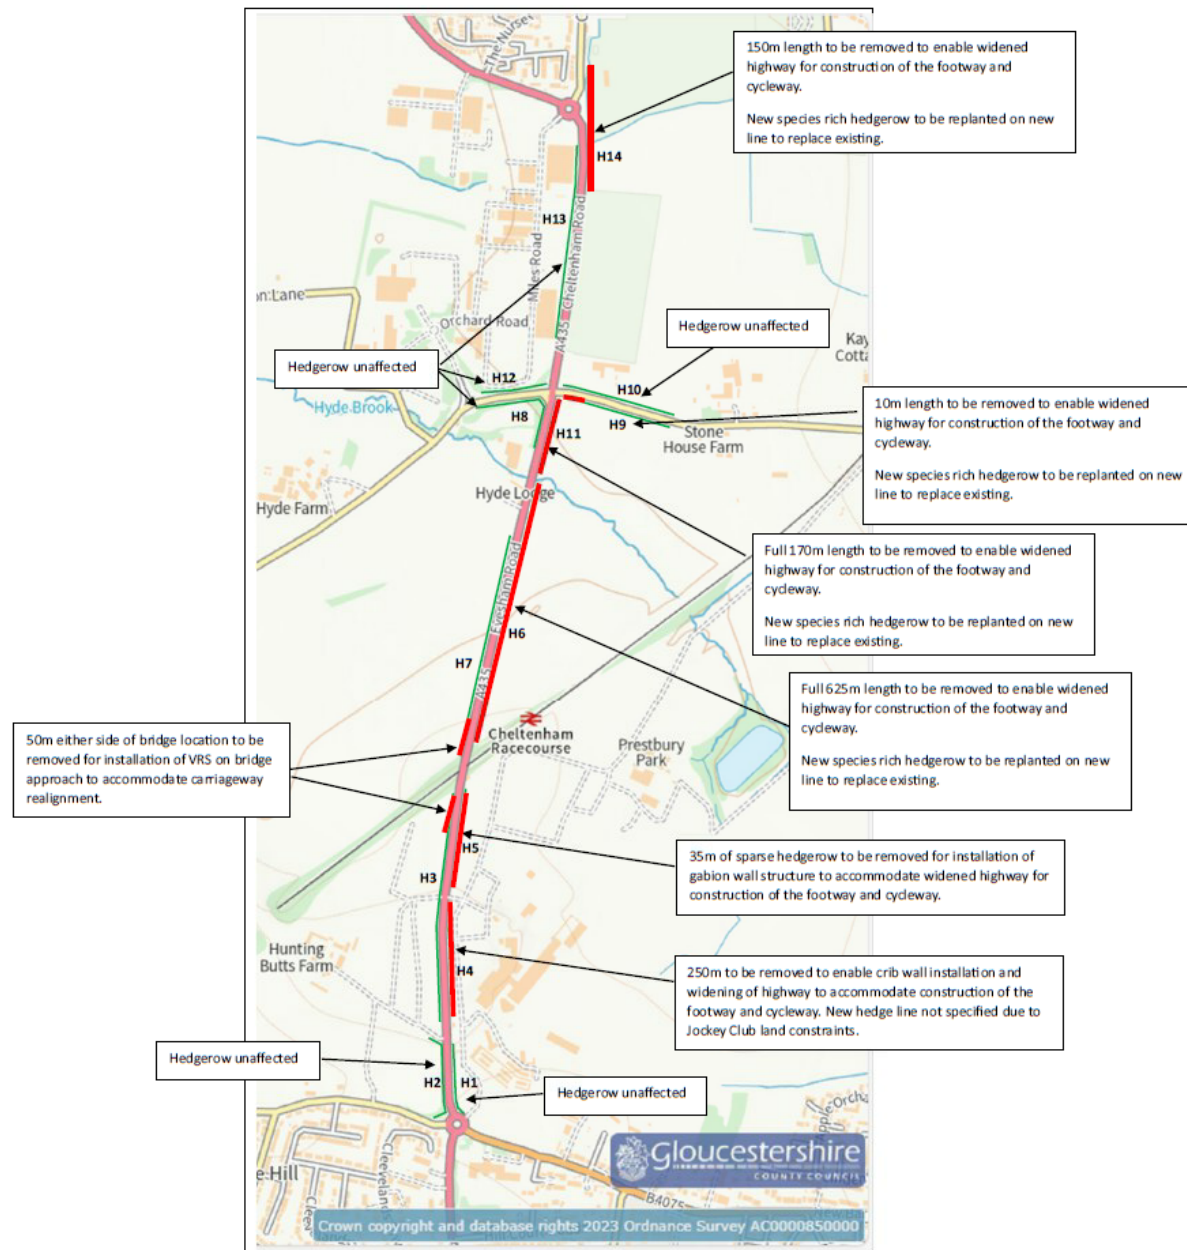 The Nurser
C
150m length to be removed to enable widened
highway for construction of the footway and
cycleway.
New species rich hedgerow to be replanted on new
line to replace existing.
H14
H13
Miles Road
A435 Cheltenham Road
on Lane
Orchard Road
Hedgerow unaffected
Kay
Cotta
Hedgerow unaffected
H12
H10
Hyde Brook
H8
H11
H9
Stone
House Farm
10m length to be removed to enable widened
highway for construction of the footway and
cycleway.
New species rich hedgerow to be replanted on new
line to replace existing.
Hyde Lodge
Hyde Farm
Full 170m length to be removed to enable widened
highway for construction of the footway and
cycleway.
New species rich hedgerow to be replanted on new
line to replace existing.
A435 Evesham Road
H6
H7
Full 625m length to be removed to enable widened
highway for construction of the footway and
cycleway.
New species rich hedgerow to be replanted on new
line to replace existing.
50m either side of bridge location to be
removed for installation of VRS on bridge
approach to accommodate carriageway
realignment.
Cheltenham
Racecourse
Prestbury
Park
H5
H3
35m of sparse hedgerow to be removed for installation of
gabion wall structure to accommodate widened highway for
construction of the footway and cycleway.
Hunting
Butts Farm
H4
250m to be removed to enable crib wall installation and
widening of highway to accommodate construction of the
footway and cycleway. New hedge line not specified due to
Jockey Club land constraints.
Hedgerow unaffected
H2
H1
Hedgerow unaffected
Apple Orcha
Cleevelands
e Hill
Gloucestershire
COUNTY COUNCIL
B4075
Cleev
Crown copyright and database rights 2023 Ordnance Survey AC0000850000